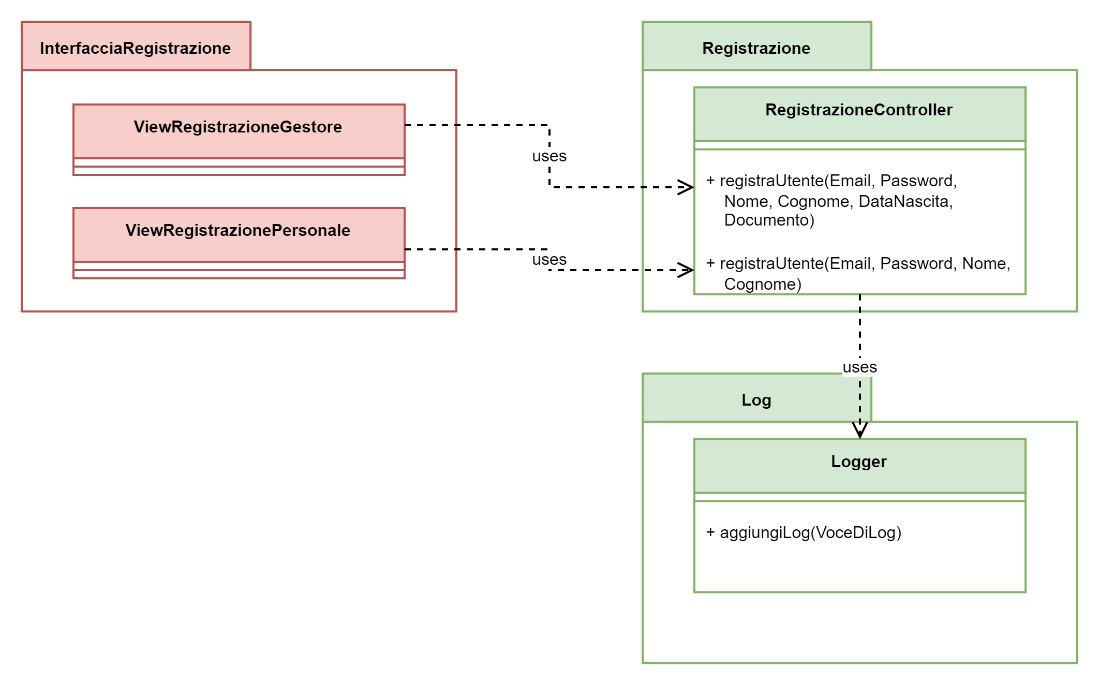 InterfacciaRegistrazione
ViewRegistrazioneGestore
ViewRegistrazionePersonale
uses
uses
Registrazione
RegistrazioneController
+ registraUtente(Email, Password,
Nome, Cognome, DataNascita,
Documento)
+ registraUtente(Email, Password, Nome,
Cognome)
uses
Log
Logger
+ aggiungiLog(VoceDiLog)